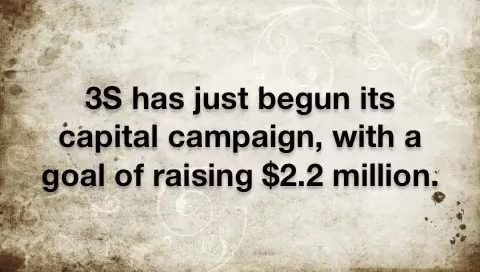 3S has just begun its
capital campaign, with a
goal of raising $2.2 million.